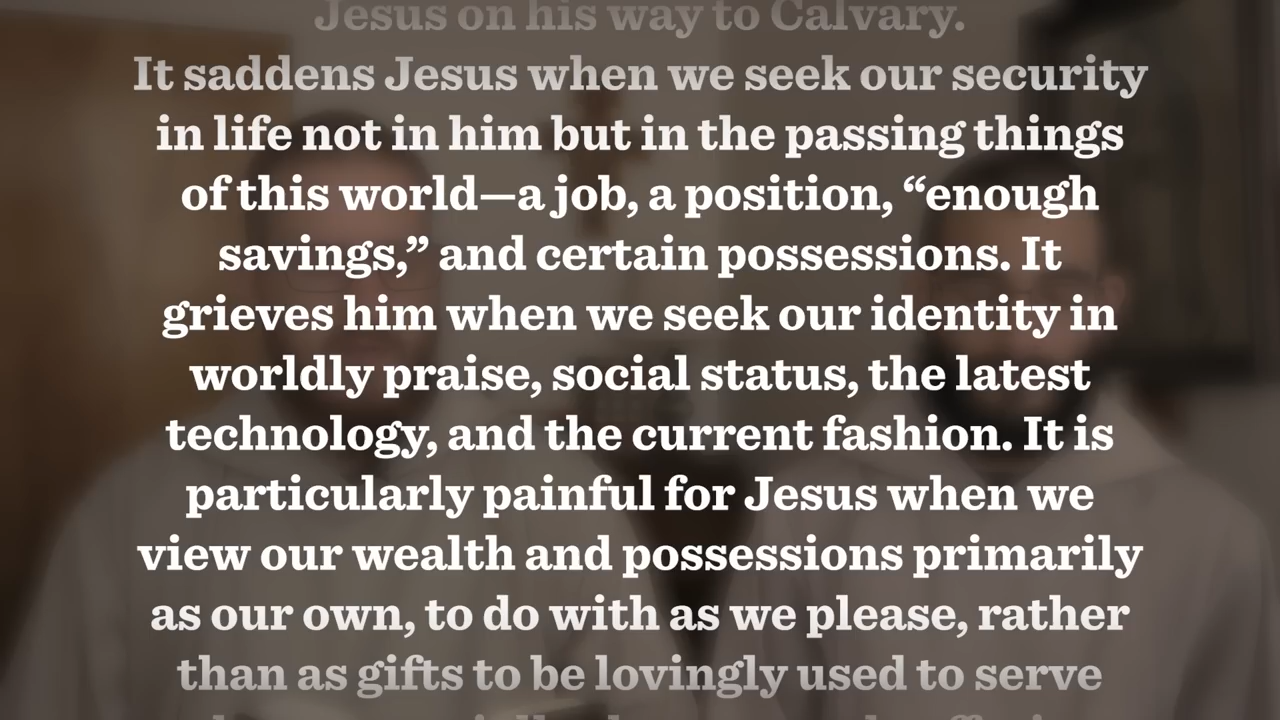 Jesus on his way to Calvary.
It saddens Jesus when we seek our security
in life not in him but in the passing things
of this world—a job, a position, “enough
savings,” and certain possessions. It
grieves him when we seek our identity in
worldly praise, social status, the latest
technology, and the current fashion. It is
particularly painful for Jesus when we
view our wealth and possessions primarily
as our own, to do with as we please, rather
than as gifts to be lovingly used to serve